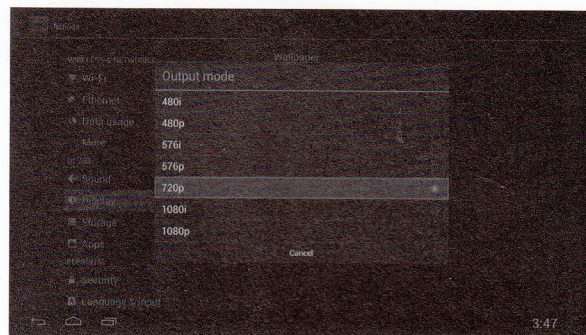 Settings
WIRELESS & NETWORKS
Wi-Fi
Ethernet
Data usage
More
DEVICE
Sound
Display
Storage
Apps
PERSONAL
Security
Language & input
Wallpaper
Output mode
480i
480p
576i
576p
720p
1080i
1080p
Cancel
3:47